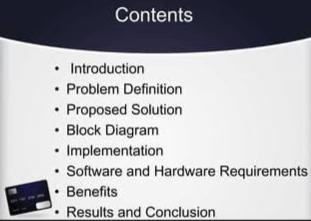 Contents
• Introduction
• Problem Definition
• Proposed Solution
• Block Diagram
• Implementation
• Software and Hardware Requirements
• Benefits
• Results and Conclusion